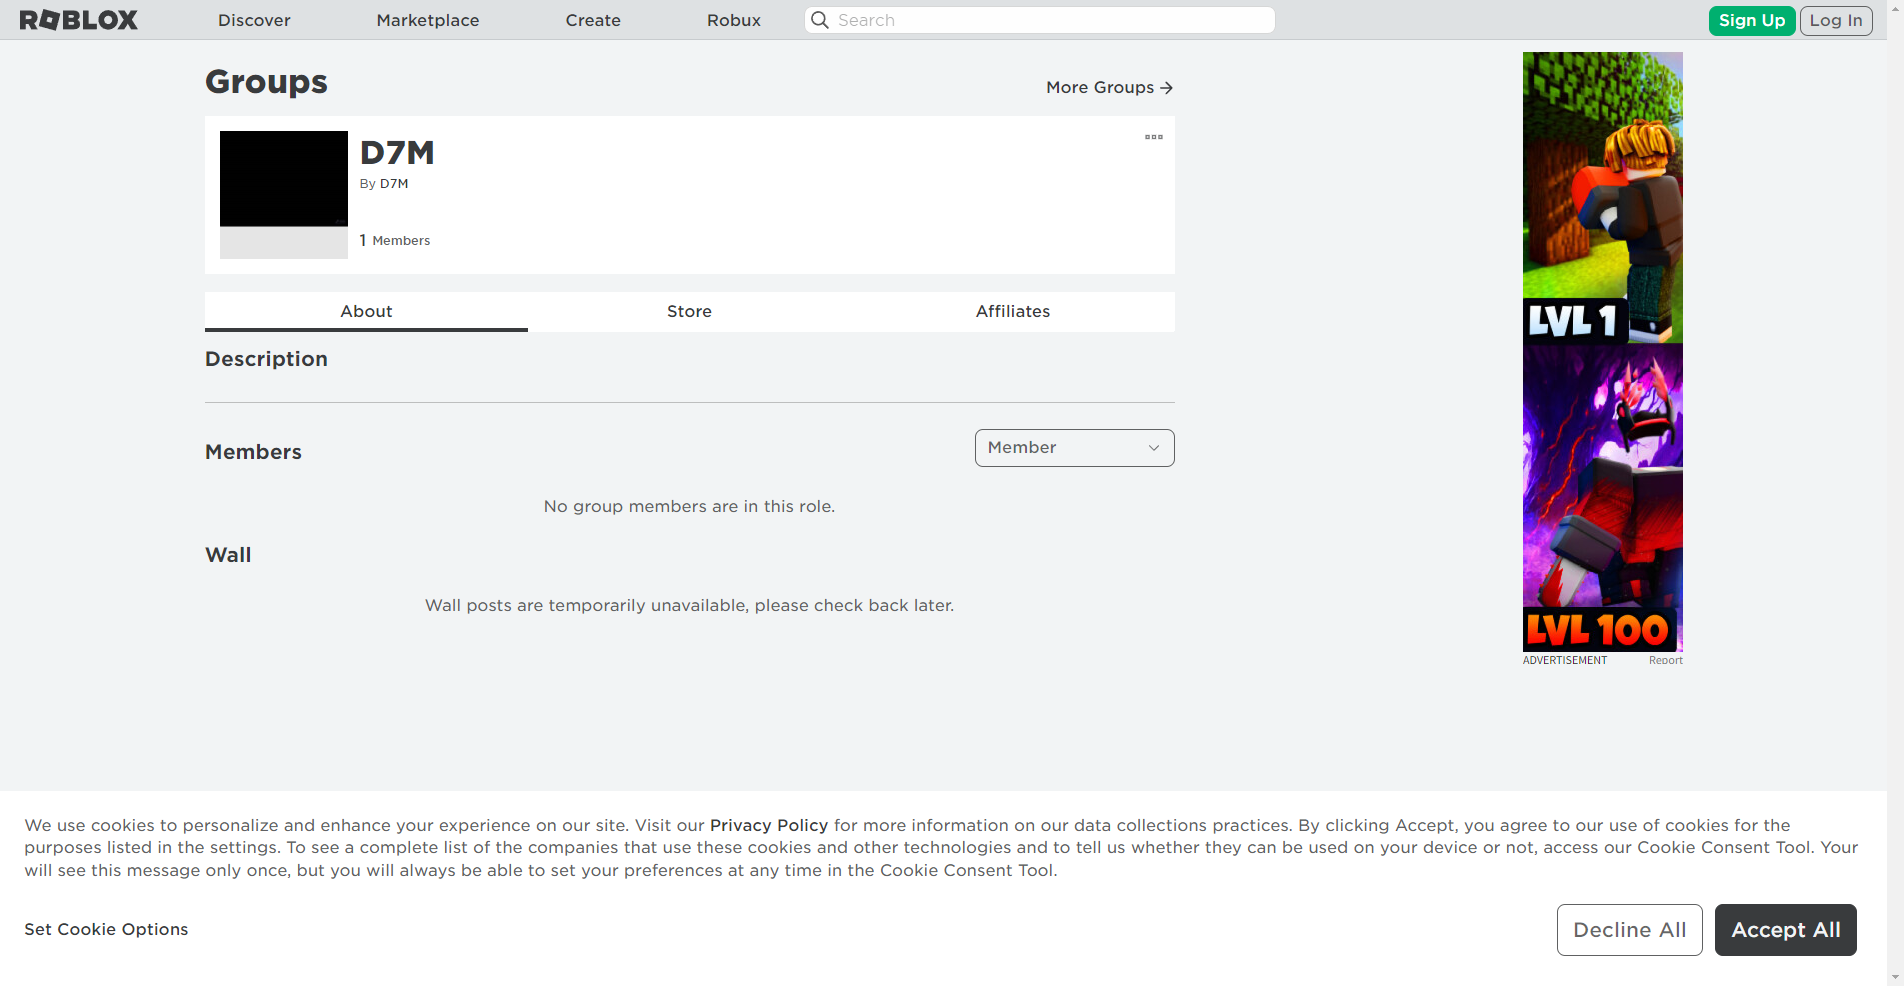 ROBLOX
Discover
Marketplace
Create
Robux
Search
Sign Up
Log In
Groups
More Groups
D7M
By D7M
1 Members
About
Store
Affiliates
Description
Members
Member
No group members are in this role.
Wall
Wall posts are temporarily unavailable, please check back later.
LVL 1
LVL 100
ADVERTISEMENT
Report
We use cookies to personalize and enhance your experience on our site. Visit our Privacy Policy for more information on our data collections practices. By clicking Accept, you agree to our use of cookies for the
purposes listed in the settings. To see a complete list of the companies that use these cookies and other technologies and to tell us whether they can be used on your device or not, access our Cookie Consent Tool. Your
will see this message only once, but you will always be able to set your preferences at any time in the Cookie Consent Tool.
Set Cookie Options
Decline All
Accept All